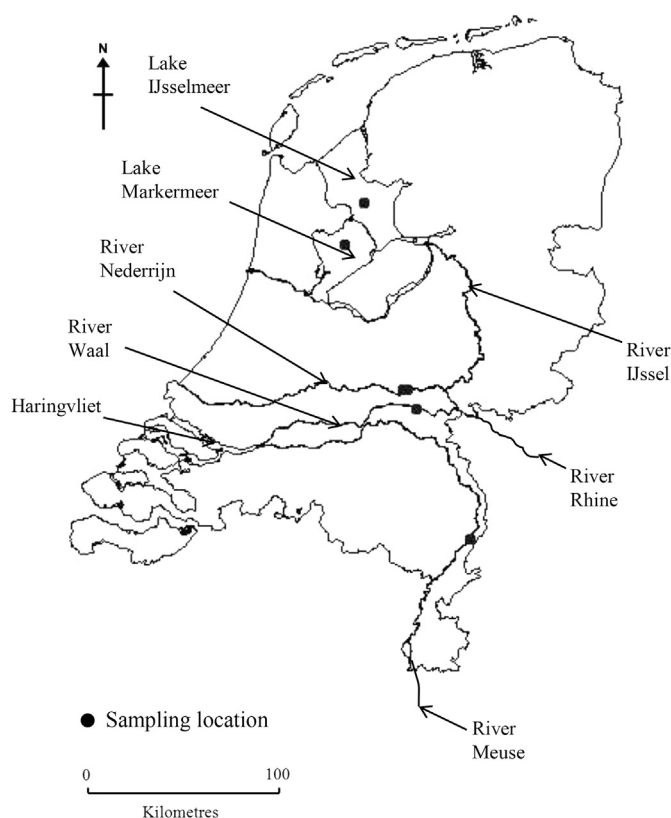 N
Lake
IJsselmeer
Lake
Markermeer
River
Nederrijn
River
Waal
Haringvliet
River
IJssel
River
Rhine
Sampling location
River
Meuse
0
100
Kilometres